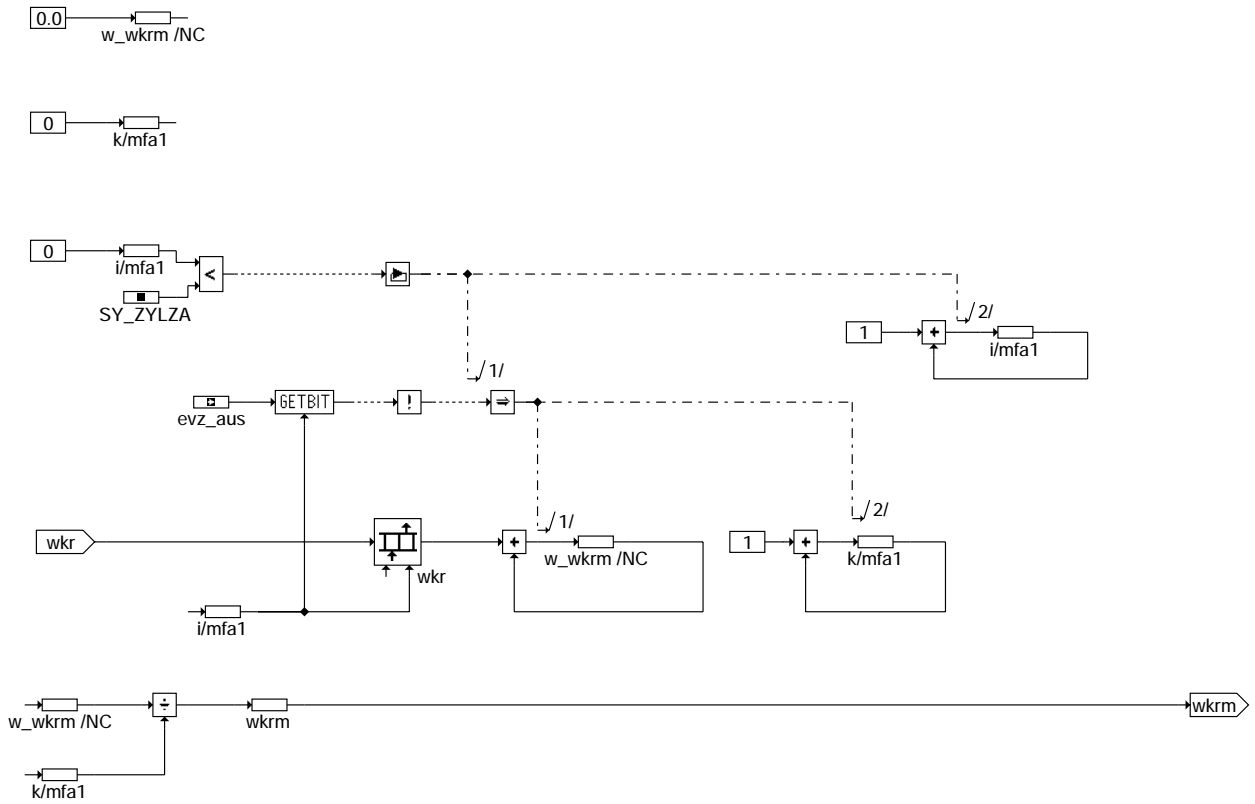 0.0
w_wkrm /NC
0
k/mfa1
0
i/mfa1
<
SY_ZYLZA
/2/
1
+
i/mfa1
/1/
evz_aus
GETBIT
!
⇒
/1/
/2/
wkr
wkr
+
w_wkrm /NC
1
+
k/mfa1
i/mfa1
w_wkrm /NC
÷
wkrm
wkrm
k/mfa1